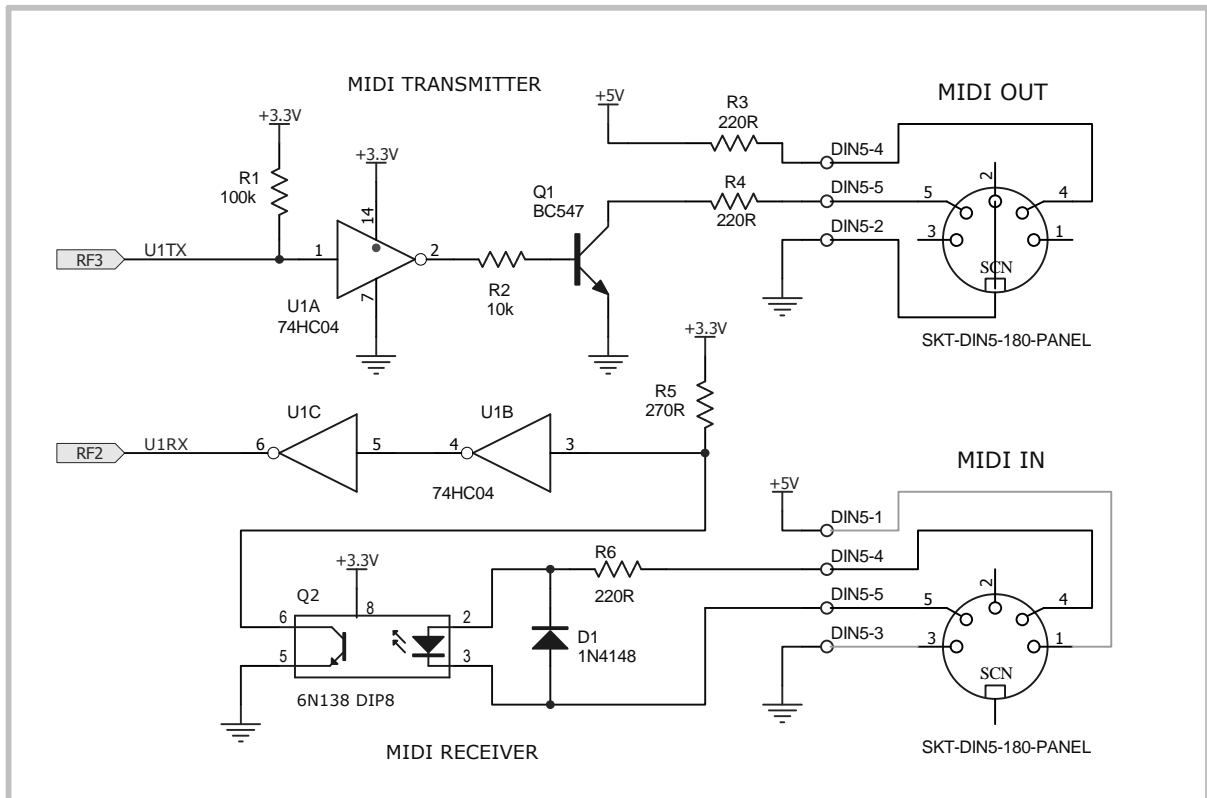 MIDI TRANSMITTER
+3.3V
R1
100k
RF3
U1TX
1
+3.3V
14
7
2
U1A
74HC04
R2
10k
Q1
BC547
+5V
R3
220R
R4
220R
MIDI OUT
DIN5-4
DIN5-5
DIN5-2
5
2
4
3
1
SCN
SKT-DIN5-180-PANEL
+3.3V
R5
270R
RF2
U1RX
6
U1C
5
4
U1B
3
74HC04
MIDI IN
+5V
DIN5-1
DIN5-4
DIN5-5
DIN5-3
5
2
4
3
1
SCN
SKT-DIN5-180-PANEL
R6
220R
D1
1N4148
+3.3V
Q2
6
8
2
5
3
6N138 DIP8
MIDI RECEIVER